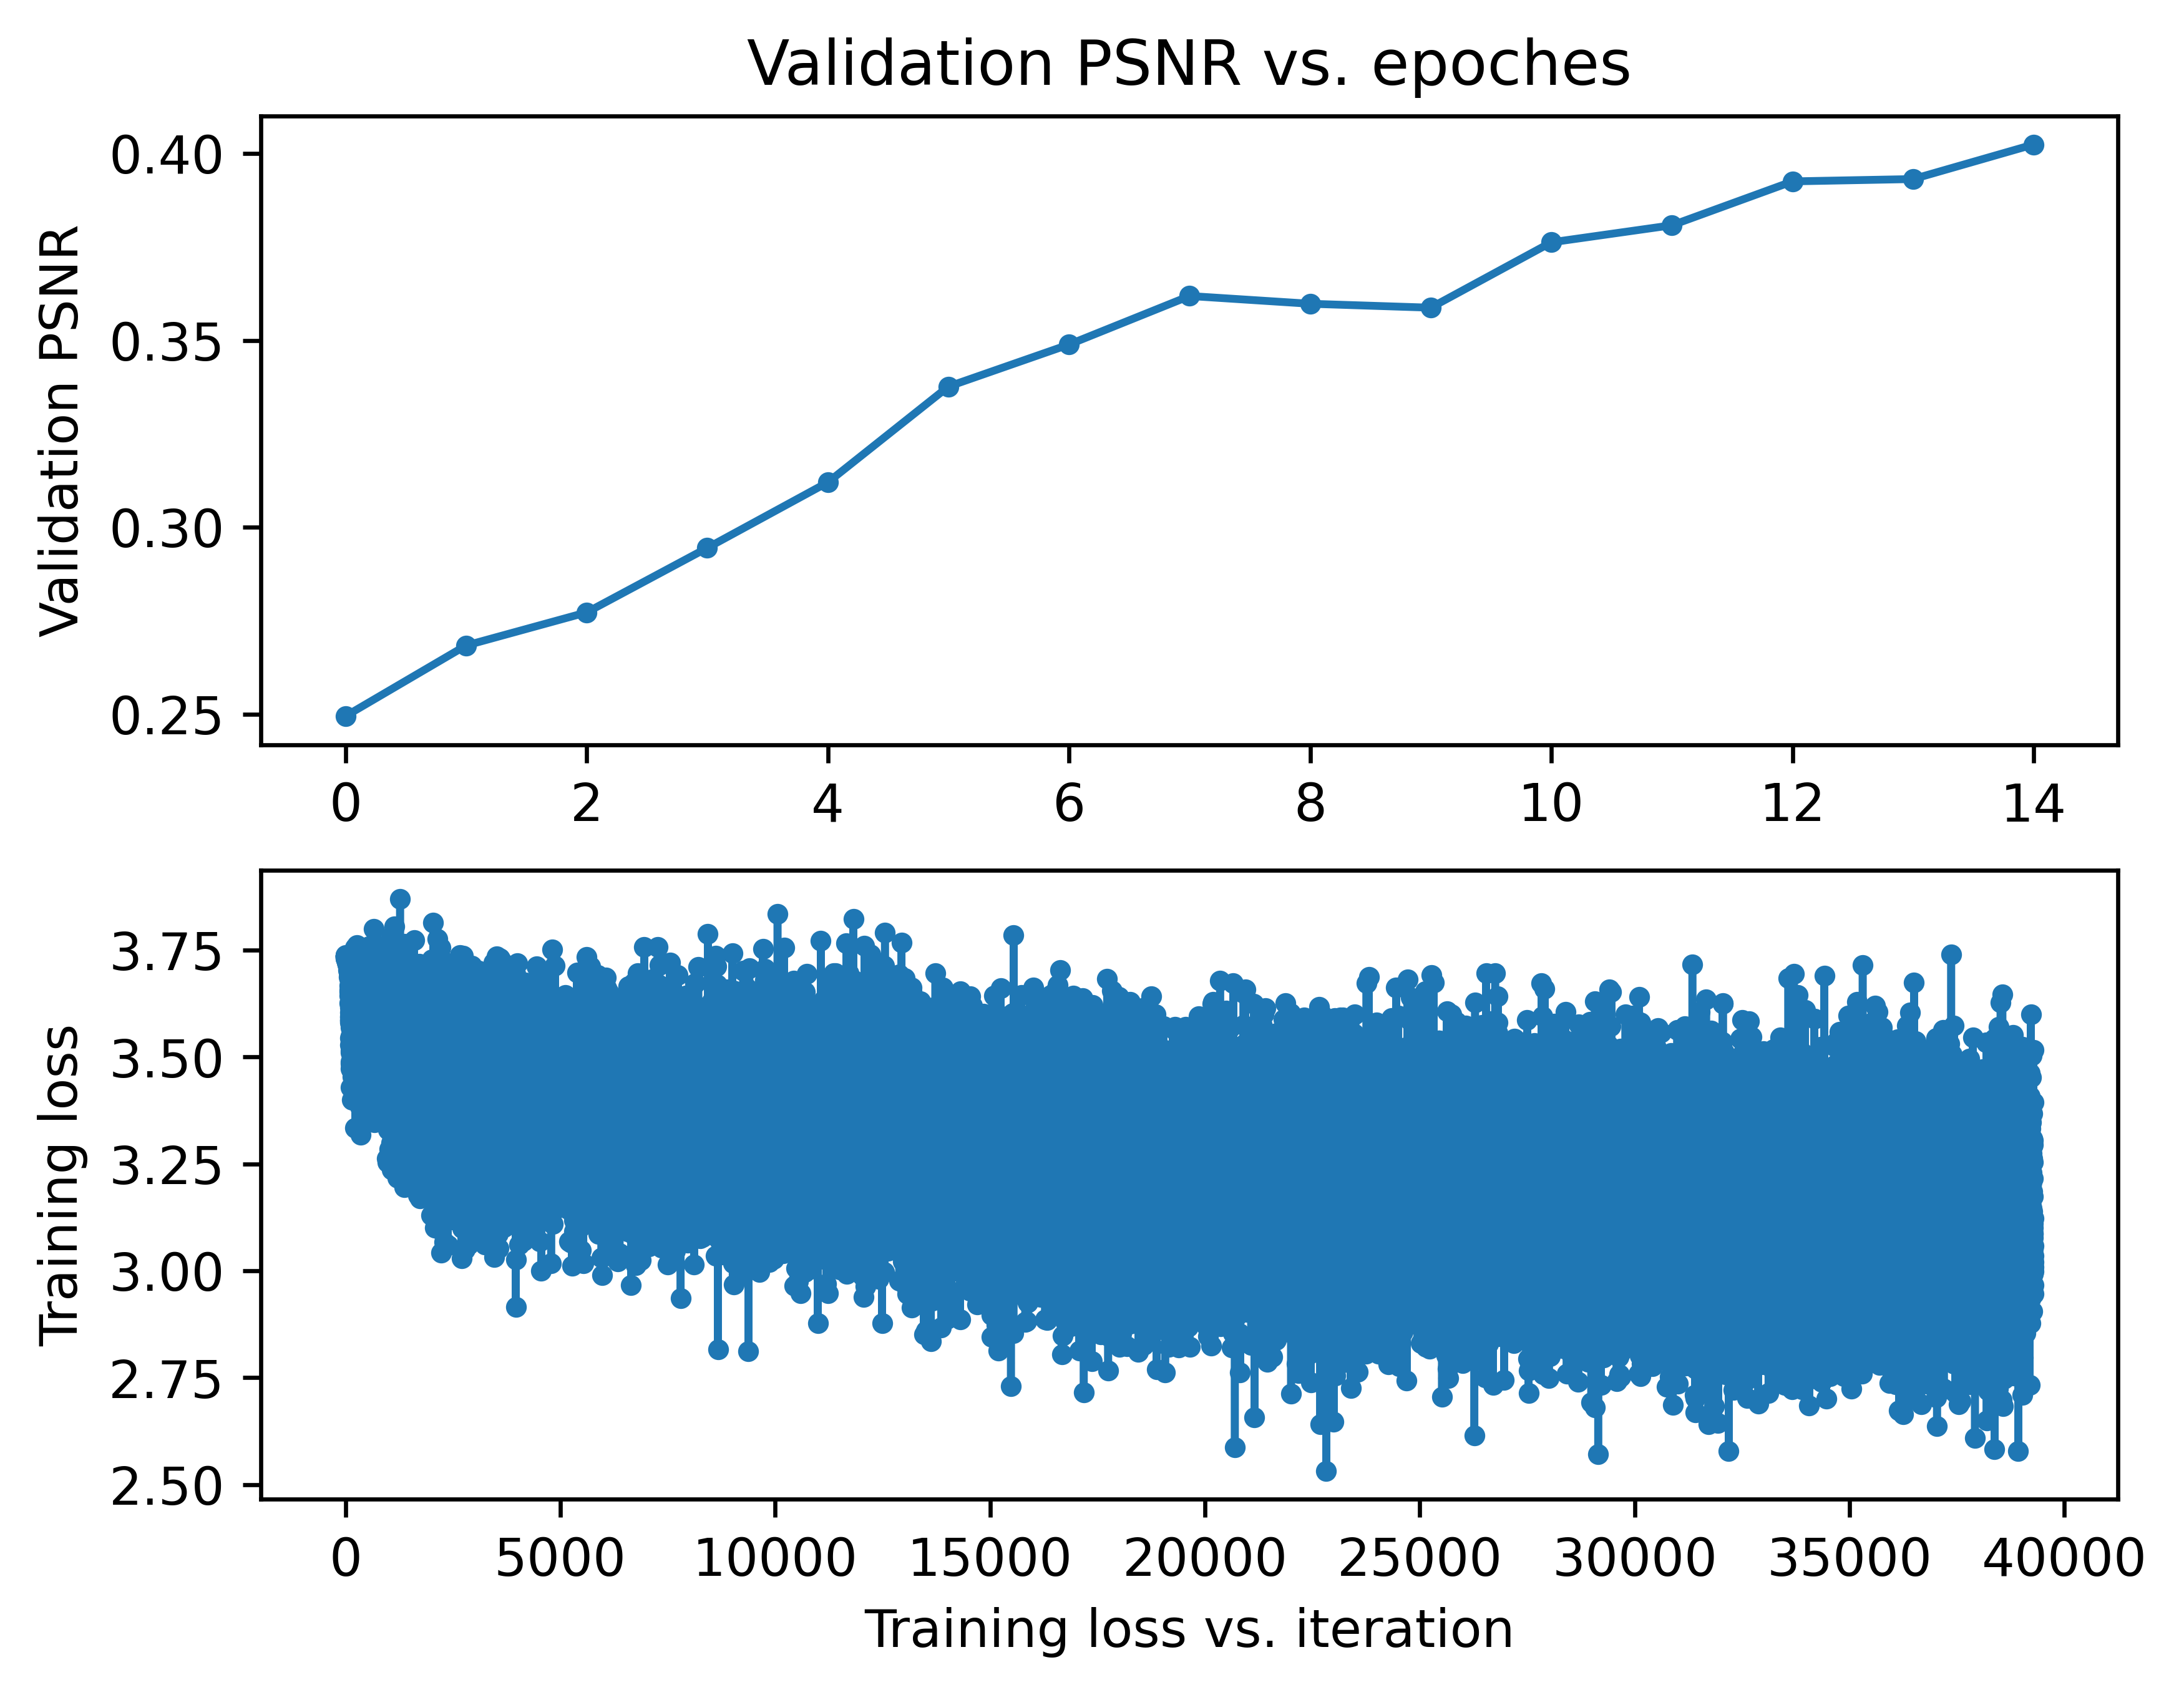 Validation PSNR vs. epoches
Validation PSNR
0.40
0.35
0.30
0.25
0 2 4 6 8 10 12 14
Training loss
3.75
3.50
3.25
3.00
2.75
2.50
0 5000 10000 15000 20000 25000 30000 35000 40000
Training loss vs. iteration